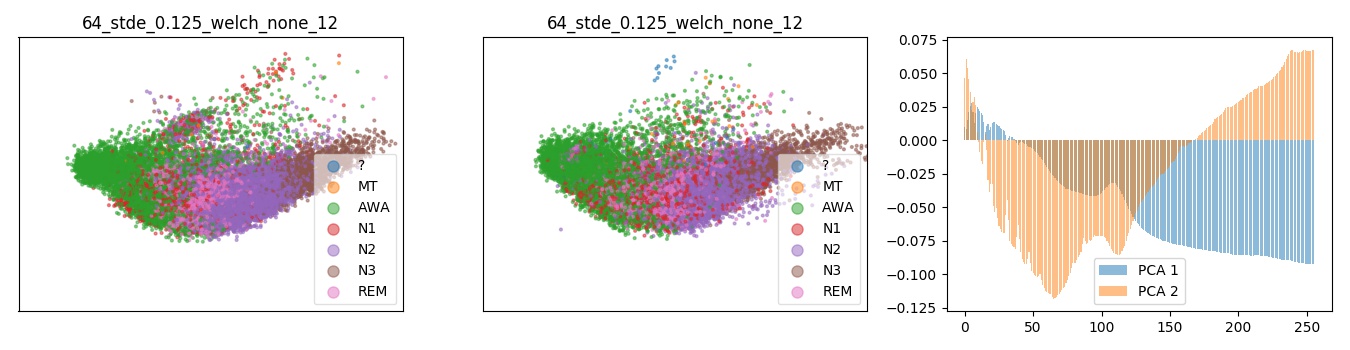 64_stde_0.125_welch_none_12
?
MT
AWA
N1
N2
N3
REM
64_stde_0.125_welch_none_12
?
MT
AWA
N1
N2
N3
REM
0.075
0.050
0.025
0.000
−0.025
−0.050
−0.075
−0.100
−0.125
PCA 1
PCA 2
0 50 100 150 200 250